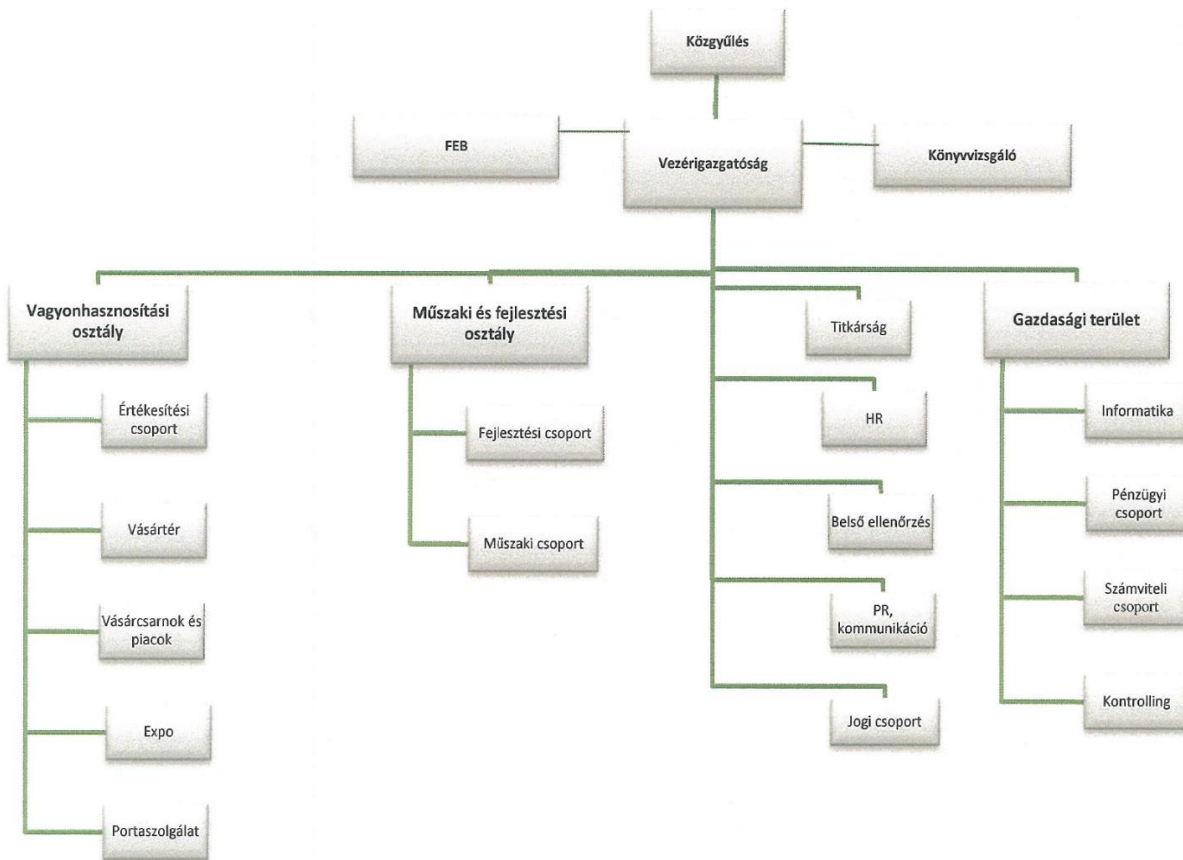 Közgyűlés
FEB
Vezérigazgatóság
Könyvvizsgáló
Vagyonhasznosítási
osztály
Értékesítési
csoport
Vásártér
Vásárcsarnok és
piacok
Expo
Portaszolgálat
Műszaki és fejlesztési
osztály
Fejlesztési csoport
Műszaki csoport
Titkárság
HR
Belső ellenőrzés
PR,
kommunikáció
Jogi csoport
Gazdasági terület
Informatika
Pénzügyi
csoport
Számviteli
csoport
Kontrolling